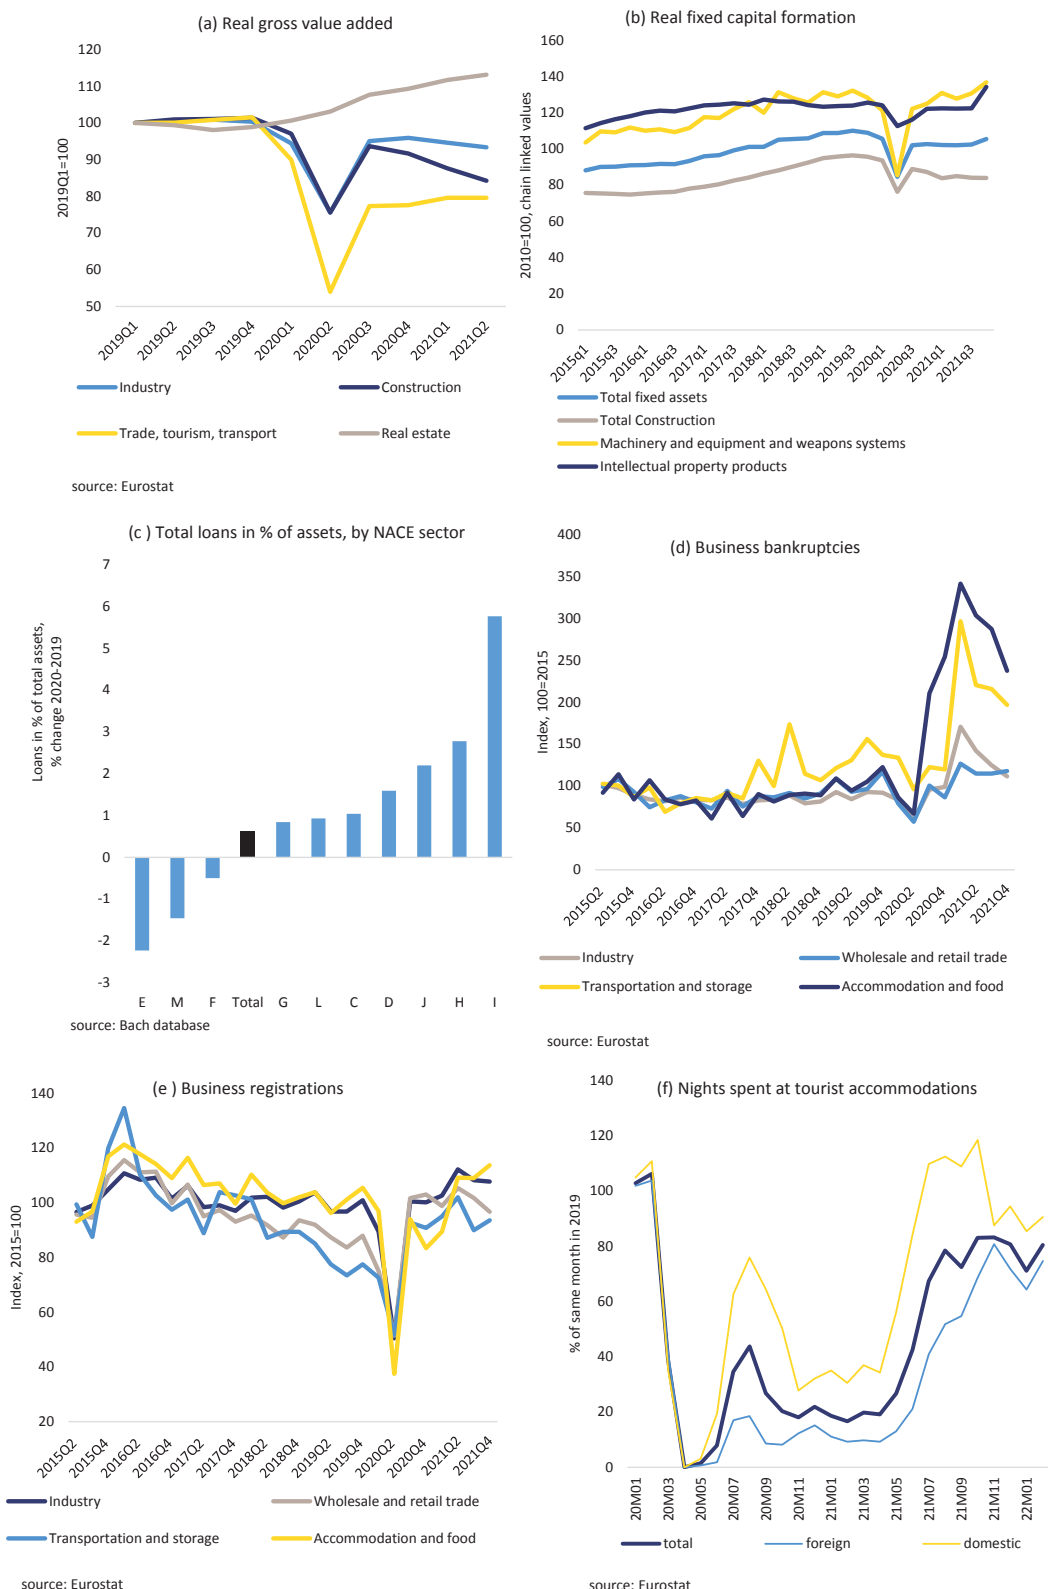 (a) Real gross value added
120
110
100
90
80
70
60
50
2019Q1=100
2019Q1
2019Q2
2019Q3
2019Q4
2020Q1
2020Q2
2020Q3
2020Q4
2021Q1
2021Q2
Industry
Construction
Trade, tourism, transport
Real estate
source: Eurostat
(b) Real fixed capital formation
160
140
120
100
80
60
40
20
0
2010=100, chain linked values
2015q1
2015q3
2016q1
2016q3
2017q1
2017q3
2018q1
2018q3
2019q1
2019q3
2020q1
2020q3
2021q1
2021q3
Total fixed assets
Total Construction
Machinery and equipment and weapons systems
Intellectual property products
(c ) Total loans in % of assets, by NACE sector
7
6
5
4
3
2
1
0
-1
-2
-3
Loans in % of total assets,
% change 2020-2019
E
M
F
Total
G
L
C
D
J
H
I
source: Bach database
(d) Business bankruptcies
400
350
300
250
200
150
100
50
0
Index, 100=2015
2015Q2
2015Q4
2016Q2
2016Q4
2017Q2
2017Q4
2018Q2
2018Q4
2019Q2
2019Q4
2020Q2
2020Q4
2021Q2
2021Q4
Industry
Wholesale and retail trade
Transportation and storage
Accommodation and food
source: Eurostat
(e ) Business registrations
140
120
100
80
60
40
20
Index, 2015=100
2015Q2
2015Q4
2016Q2
2016Q4
2017Q2
2017Q4
2018Q2
2018Q4
2019Q2
2019Q4
2020Q2
2020Q4
2021Q2
2021Q4
Industry
Wholesale and retail trade
Transportation and storage
Accommodation and food
source: Eurostat
(f) Nights spent at tourist accommodations
140
120
100
80
60
40
20
0
% of same month in 2019
20M01
20M03
20M05
20M07
20M09
20M11
21M01
21M03
21M05
21M07
21M09
21M11
22M01
total
foreign
domestic
source: Eurostat